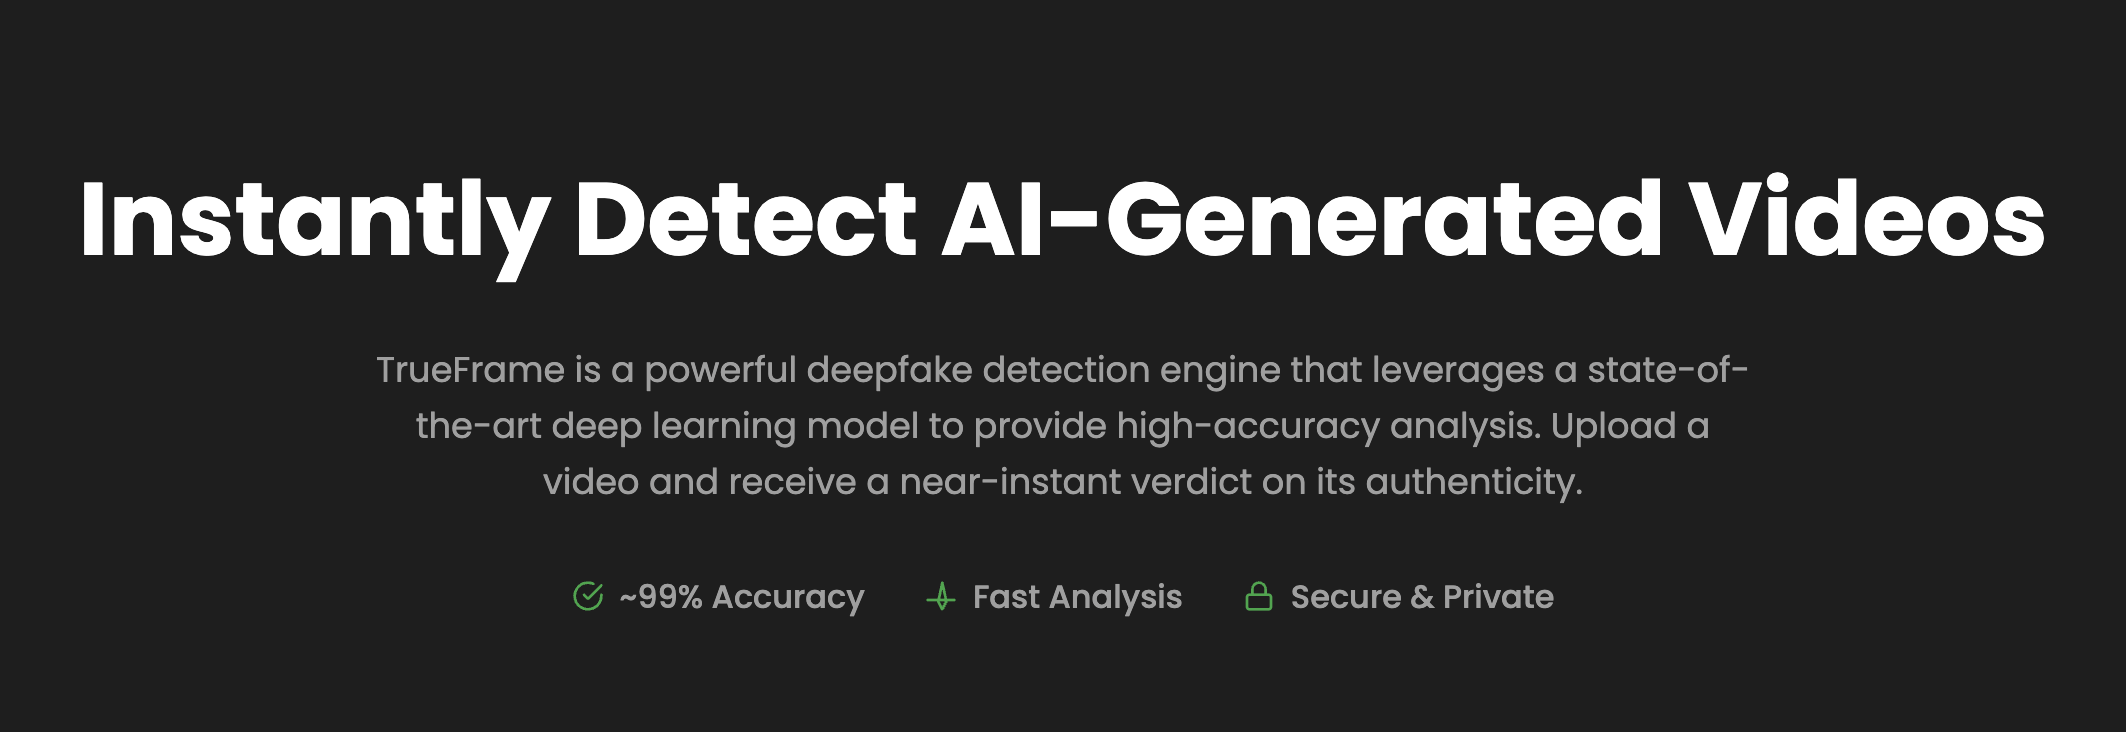 Instantly Detect AI-Generated Videos
TrueFrame is a powerful deepfake detection engine that leverages a state-of-
the-art deep learning model to provide high-accuracy analysis. Upload a
video and receive a near-instant verdict on its authenticity.
~99% Accuracy Fast Analysis Secure & Private